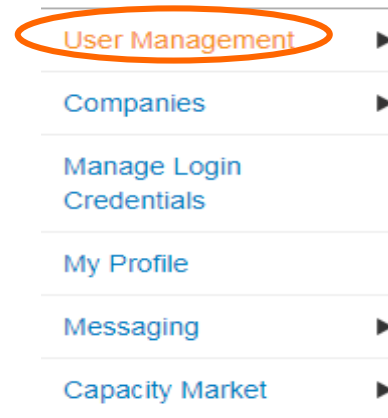 User Management
Companies
Manage Login
Credentials
My Profile
Messaging
Capacity Market